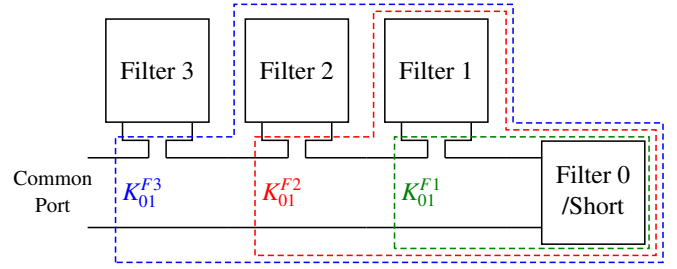 Filter 3
Filter 2
Filter 1
Common
Port
K_{01}^{F3}
K_{01}^{F2}
K_{01}^{F1}
Filter 0
/Short